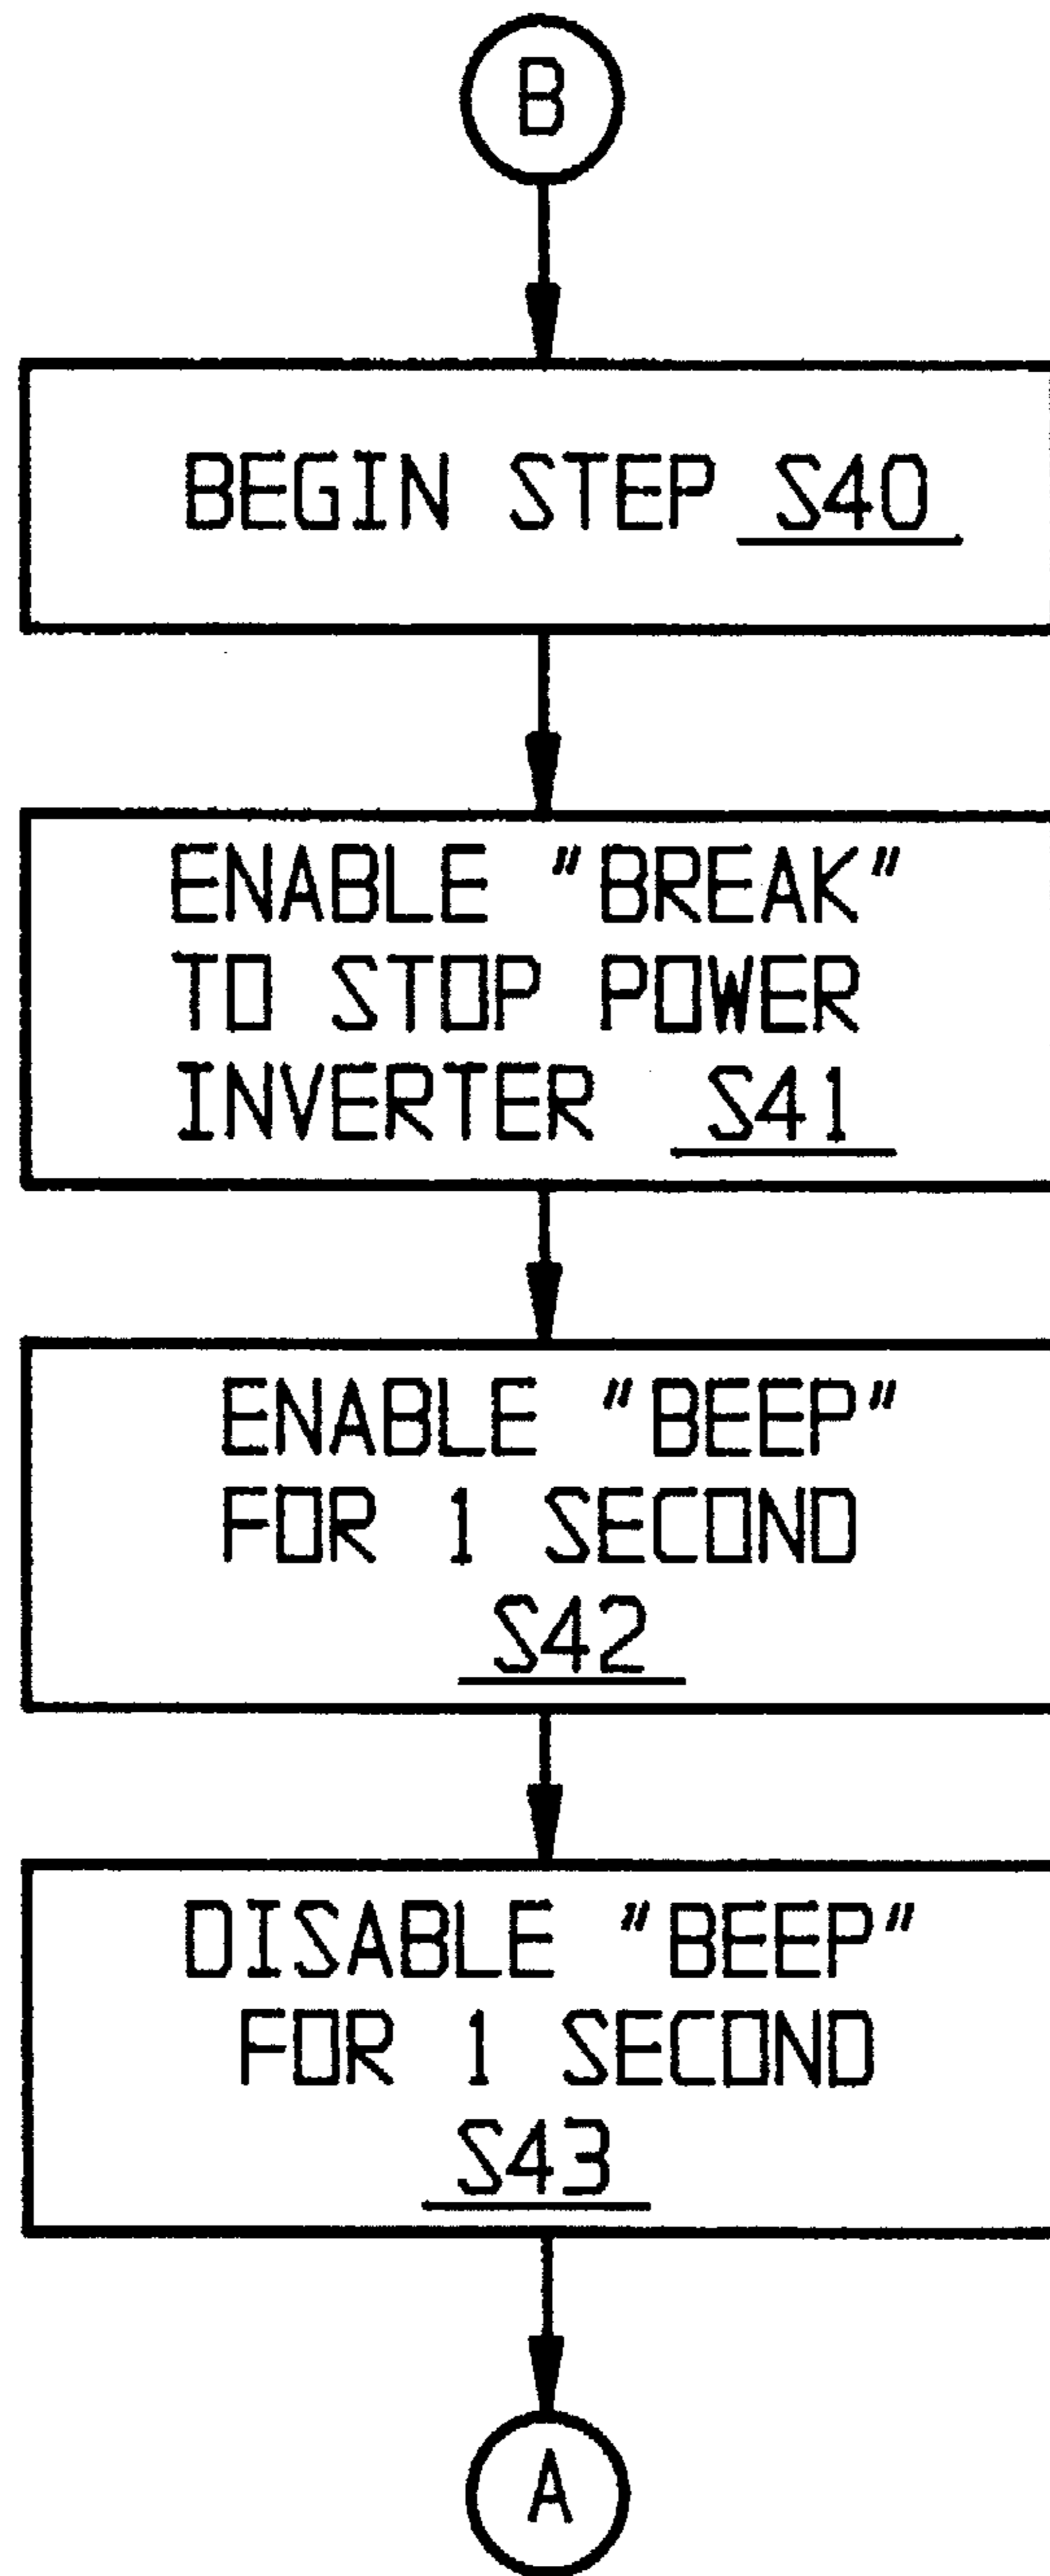 B
BEGIN STEP S40
ENABLE "BREAK"
TO STOP POWER
INVERTER S41
ENABLE "BEEP"
FOR 1 SECOND
S42
DISABLE "BEEP"
FOR 1 SECOND
S43
A